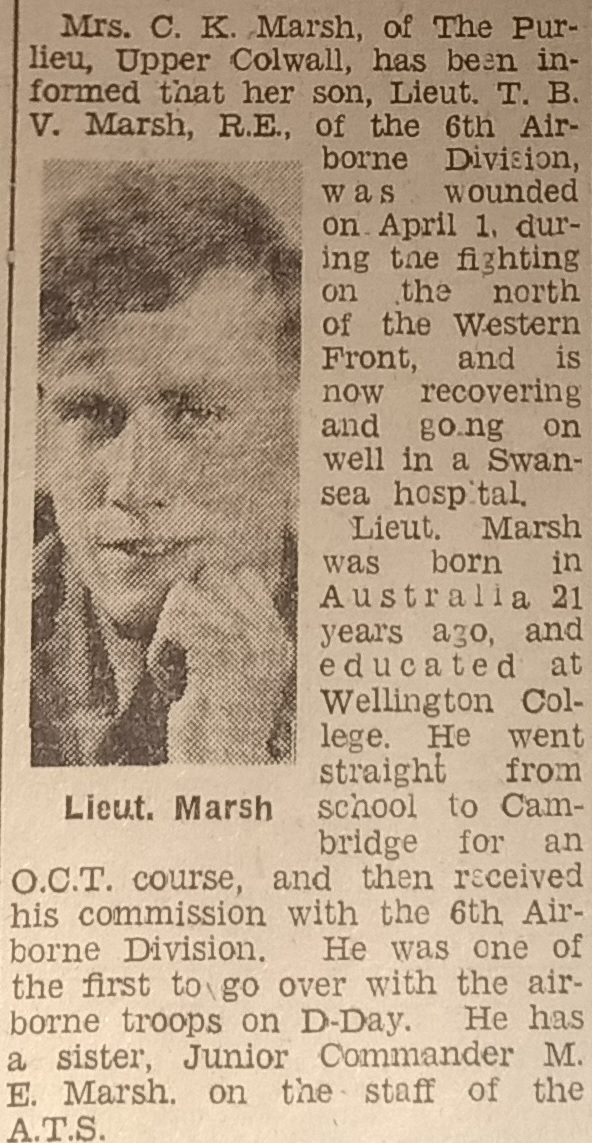 Mrs. C. K. Marsh, of The Pur-
lieu, Upper Colwall, has been in-
formed that her son, Lieut. T. B.
V. Marsh, R.E., of the 6th Air-
borne Division,
was wounded
on April 1, dur-
ing the fighting
on the north
of the Western
Front, and is
now recovering
and going on
well in a Swan-
sea hospital.
Lieut. Marsh
was born in
Australia 21
years ago, and
educated at
Wellington Col-
lege. He went
straight from
school to Cam-
bridge for an
O.C.T. course, and then received
his commission with the 6th Air-
borne Division. He was one of
the first to go over with the air-
borne troops on D-Day. He has
a sister, Junior Commander M.
E. Marsh. on the staff of the
A.T.S.
Lieut. Marsh